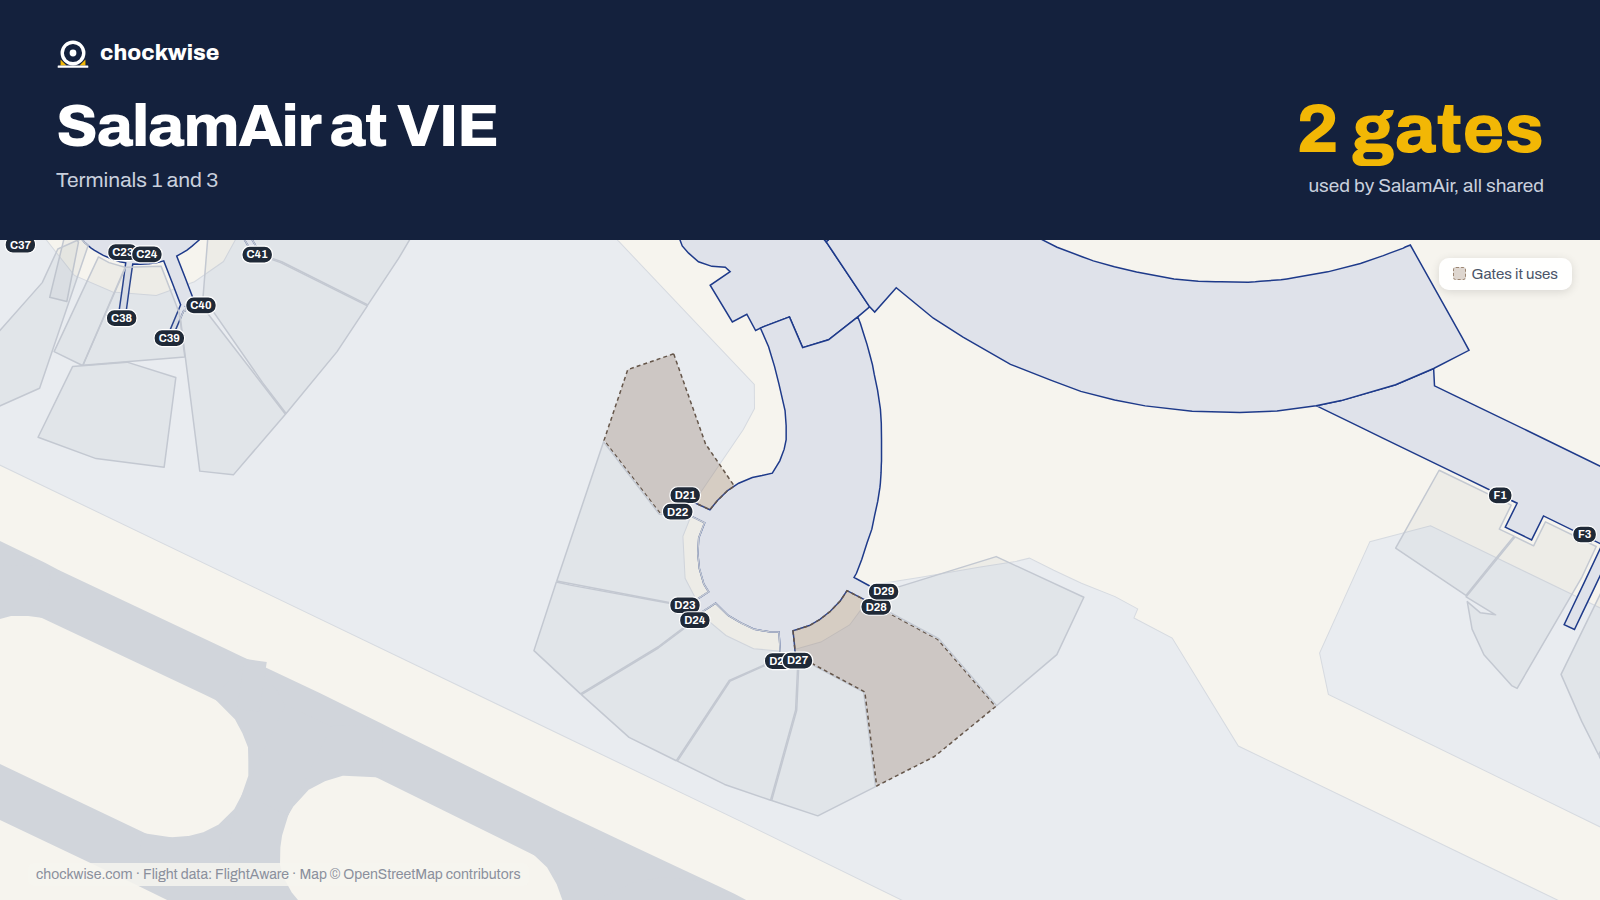 chockwise
SalamAir at VIE
Terminals 1 and 3
2 gates
used by SalamAir, all shared
Gates it uses
C37
C23
C24
C41
C38
C40
C39
D21
D22
D23
D24
D27
D29
D28
F1
F3
chockwise.com · Flight data: FlightAware · Map © OpenStreetMap contributors